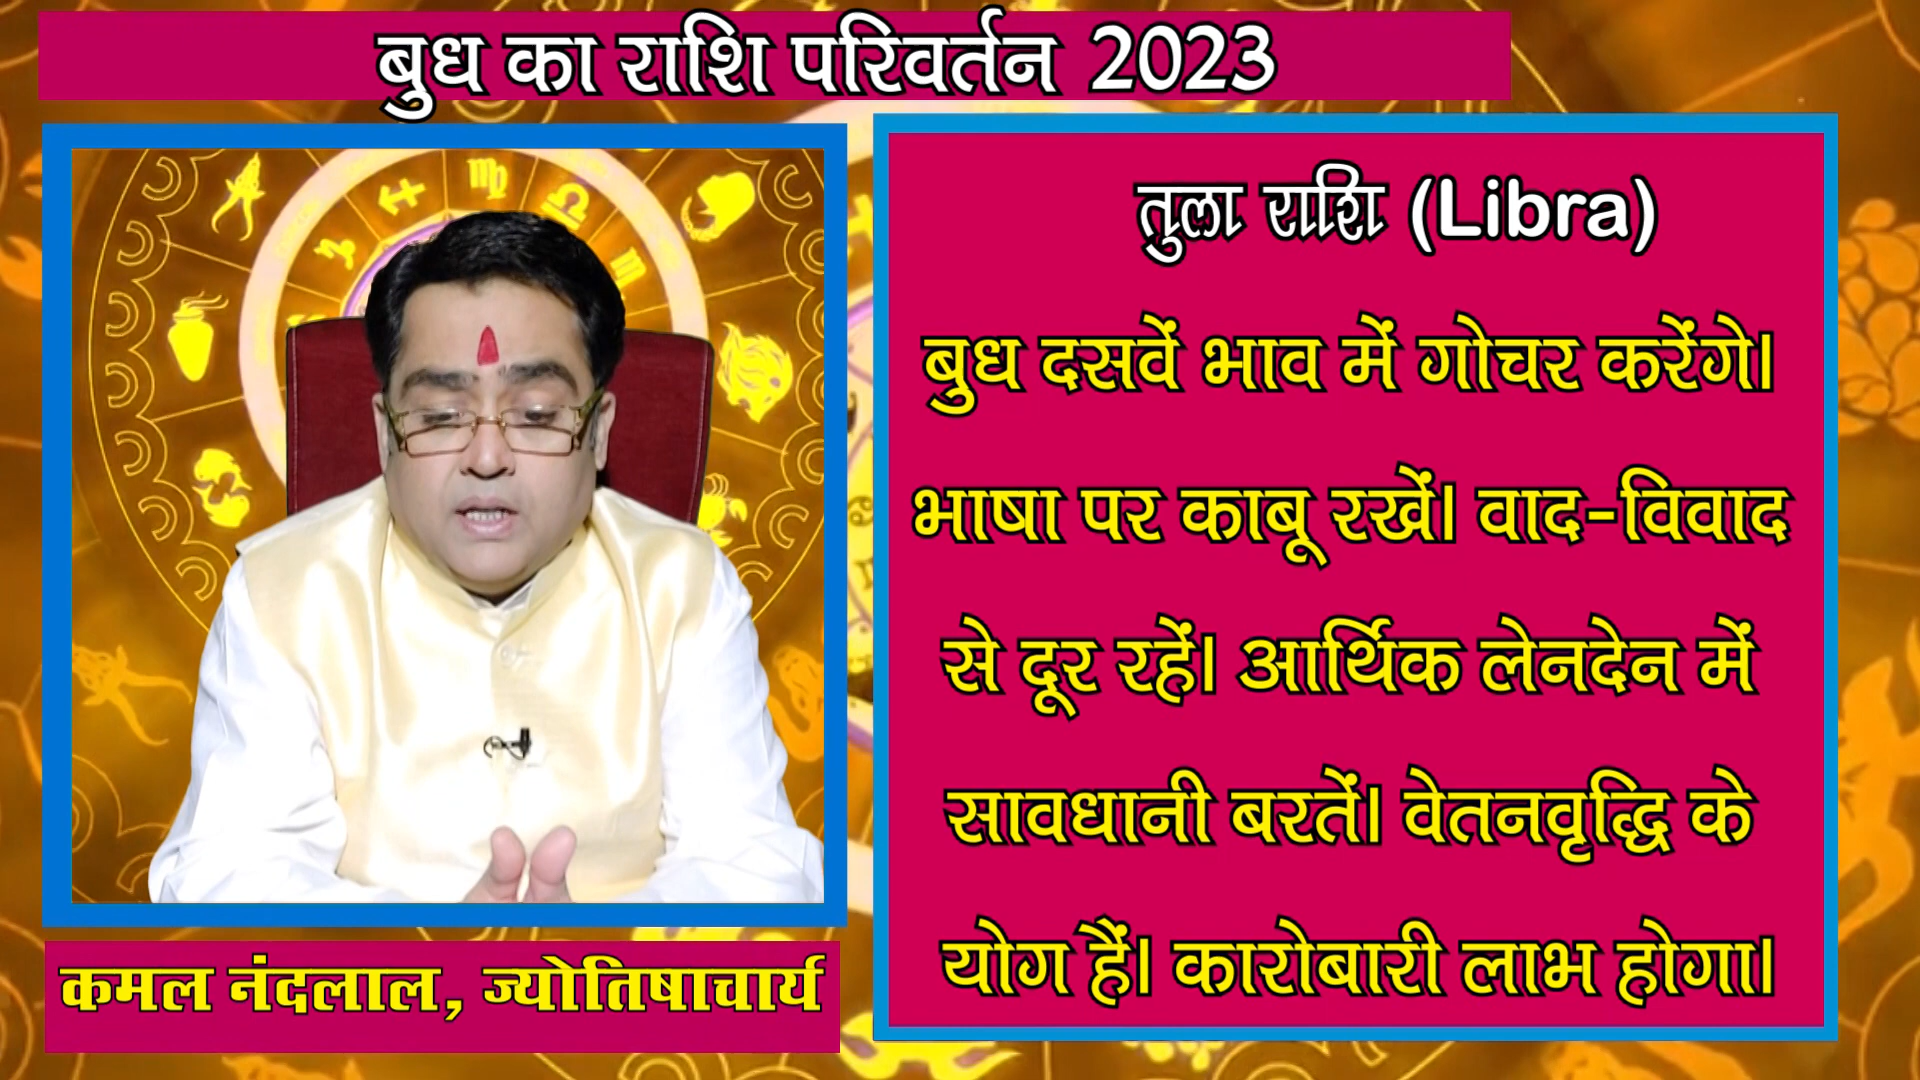 बुध का राशि परिवर्तन 2023
तुला राशि (Libra)
बुध दसवें भाव में गोचर करेंगे।
भाषा पर काबू रखें। वाद-विवाद
से दूर रहें। आर्थिक लेनदेन में
सावधानी बरतें। वेतनवृद्धि के
योग हैं। कारोबारी लाभ होगा।
कमल नंदलाल, ज्योतिषाचार्य